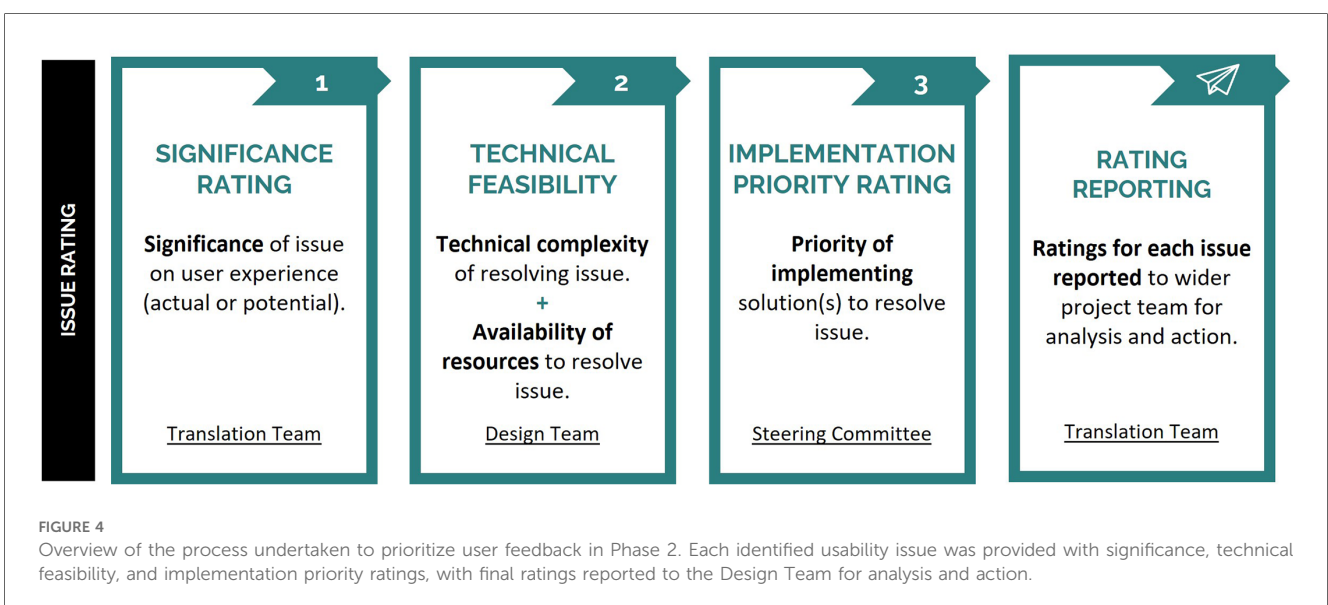 ISSUE RATING
1
SIGNIFICANCE
RATING
Significance of issue
on user experience
(actual or potential).
Translation Team
2
TECHNICAL
FEASIBILITY
Technical complexity
of resolving issue.
+
Availability of
resources to resolve
issue.
Design Team
3
IMPLEMENTATION
PRIORITY RATING
Priority of
implementing
solution(s) to resolve
issue.
Steering Committee
RATING
REPORTING
Ratings for each issue
reported to wider
project team for
analysis and action.
Translation Team
FIGURE 4
Overview of the process undertaken to prioritize user feedback in Phase 2. Each identified usability issue was provided with significance, technical
feasibility, and implementation priority ratings, with final ratings reported to the Design Team for analysis and action.